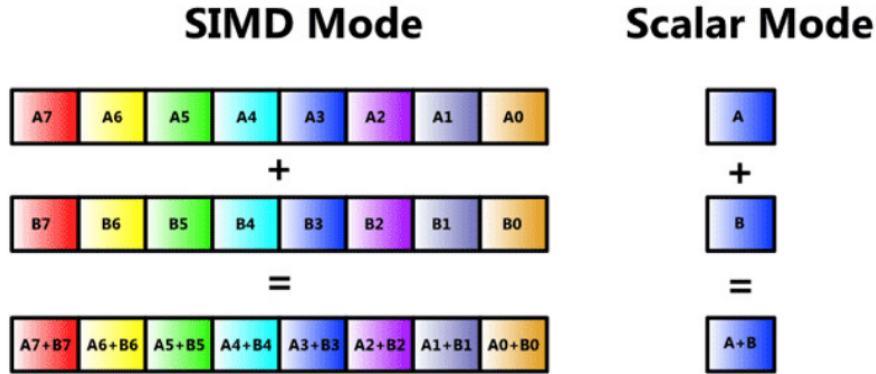 SIMD Mode Scalar Mode
A7 A6 A5 A4 A3 A2 A1 A0 A
+ +
B7 B6 B5 B4 B3 B2 B1 B0 B
= =
A7+B7 A6+B6 A5+B5 A4+B4 A3+B3 A2+B2 A1+B1 A0+B0 A+B